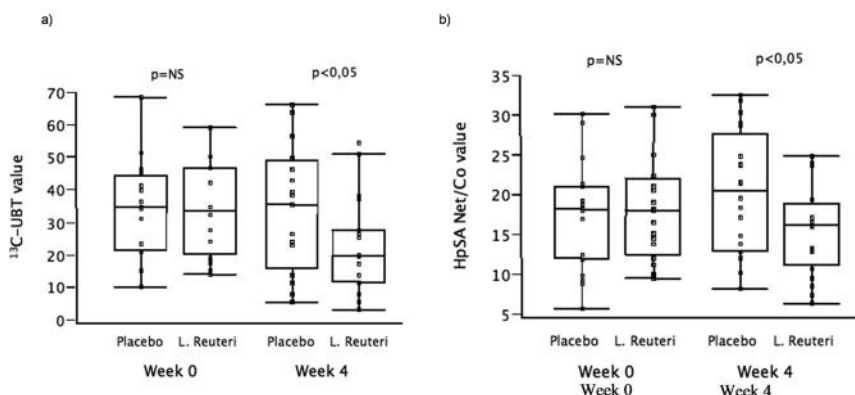 a)
p=NS
p<0,05
70
60
50
40
30
20
10
0
13C-UBT value
Placebo
L. Reuteri
Placebo
L. Reuteri
Week 0
Week 4
b)
p=NS
p<0,05
35
30
25
20
15
10
5
HpSA Net/Co value
Placebo
L. Reuteri
Placebo
L. Reuteri
Week 0
Week 4
Week 0
Week 4